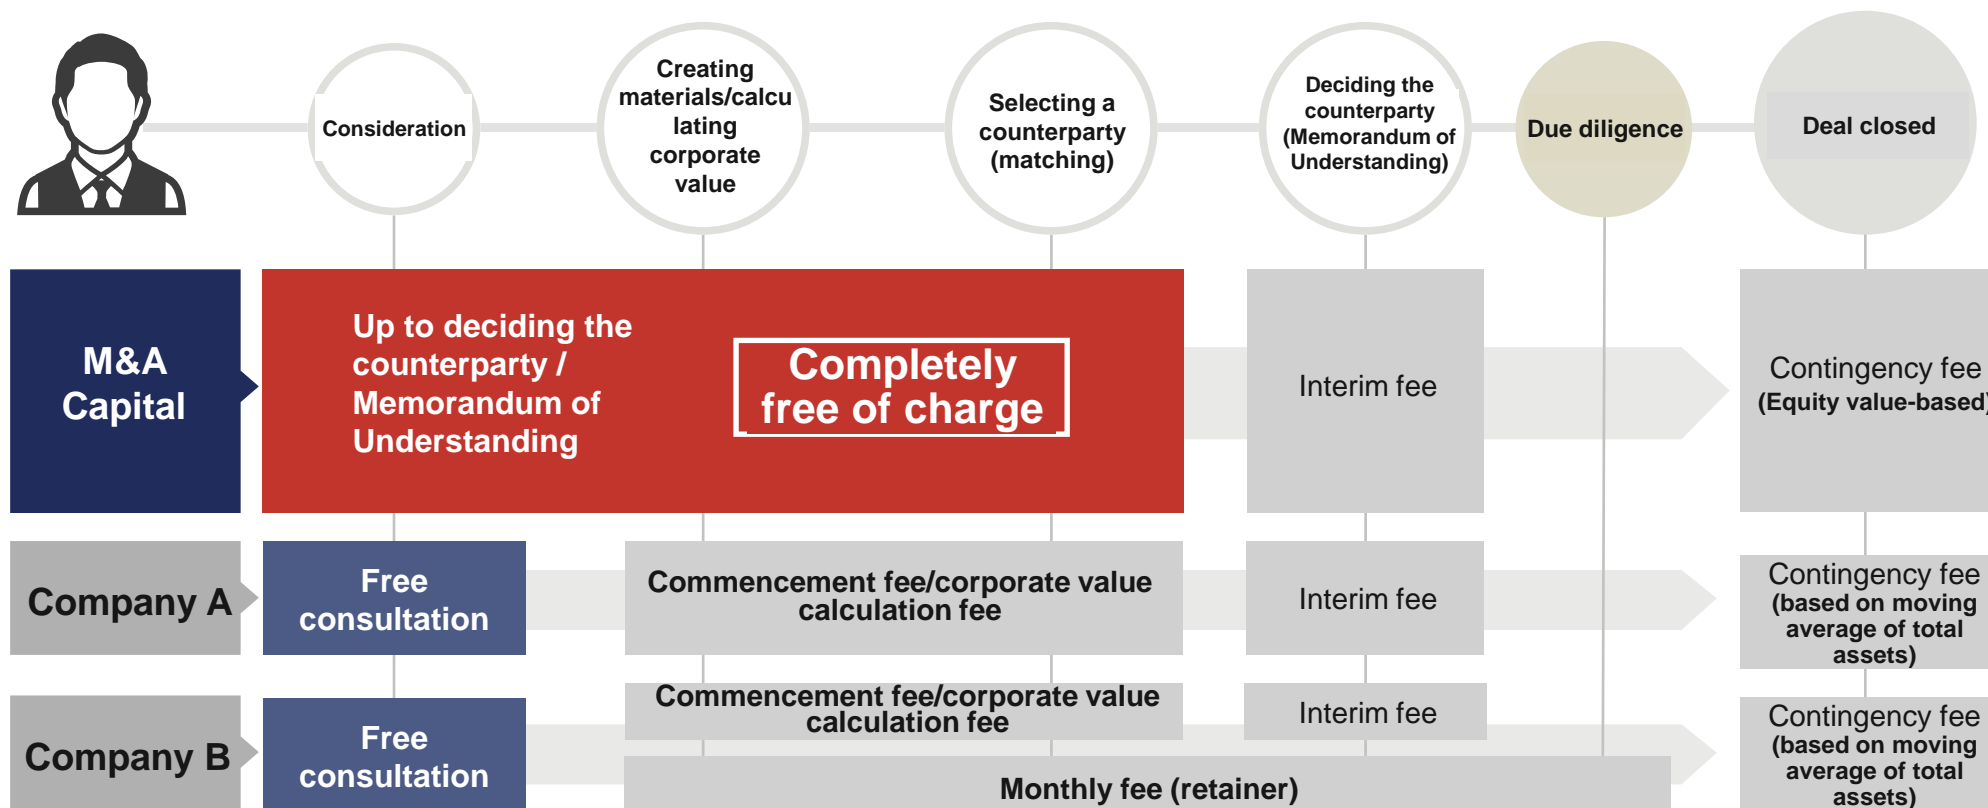 Consideration
Creating
materials/calcu
lating
corporate
value
Selecting a
counterparty
(matching)
Deciding the
counterparty
(Memorandum of
Understanding)
Due diligence
Deal closed
M&A
Capital
Up to deciding the
counterparty /
Memorandum of
Understanding
Completely
free of charge
Interim fee
Contingency fee
(Equity value-based)
Company A
Free
consultation
Commencement fee/corporate value
calculation fee
Interim fee
Contingency fee
(based on moving
average of total
assets)
Company B
Free
consultation
Commencement fee/corporate value
calculation fee
Interim fee
Monthly fee (retainer)
Contingency fee
(based on moving
average of total
assets)